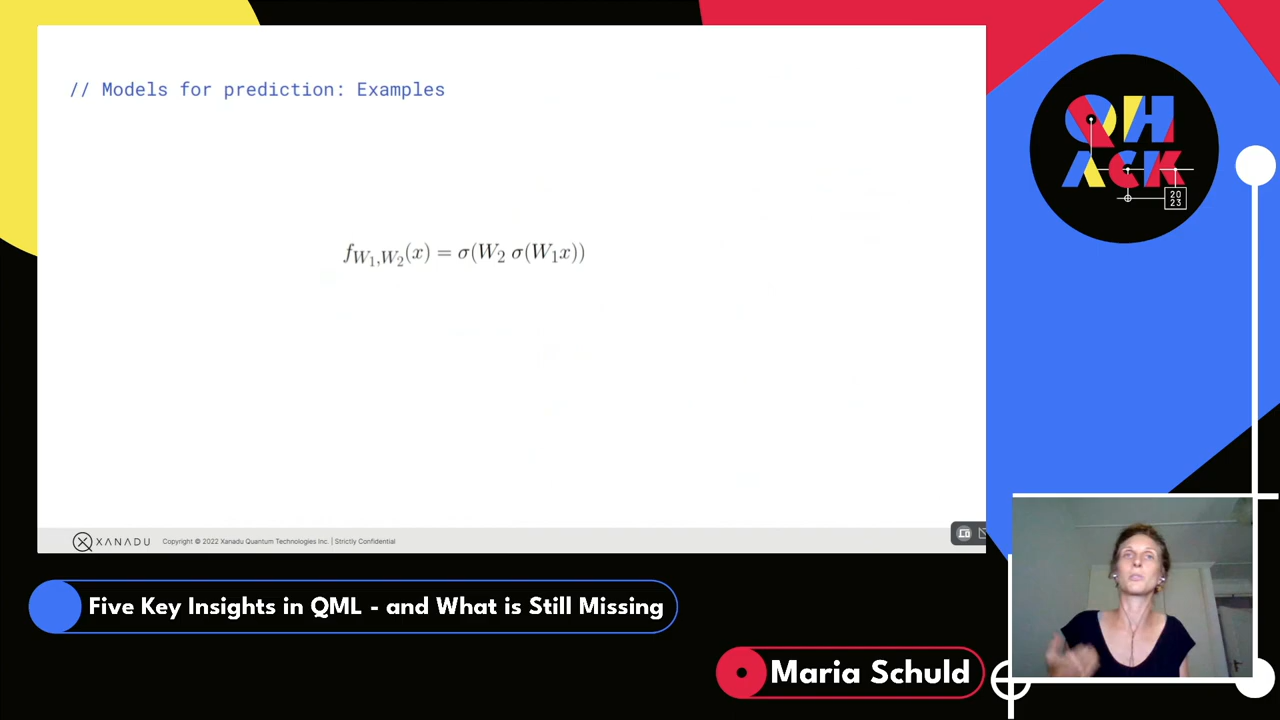 // Models for prediction: Examples
f_{W_1,W_2}(x) = σ(W_2 σ(W_1x))
XANADU
Copyright © 2022 Xanadu Quantum Technologies Inc. | Strictly Confidential
QH
ACK
20
23
Five Key Insights in QML - and What is Still Missing
Maria Schuld